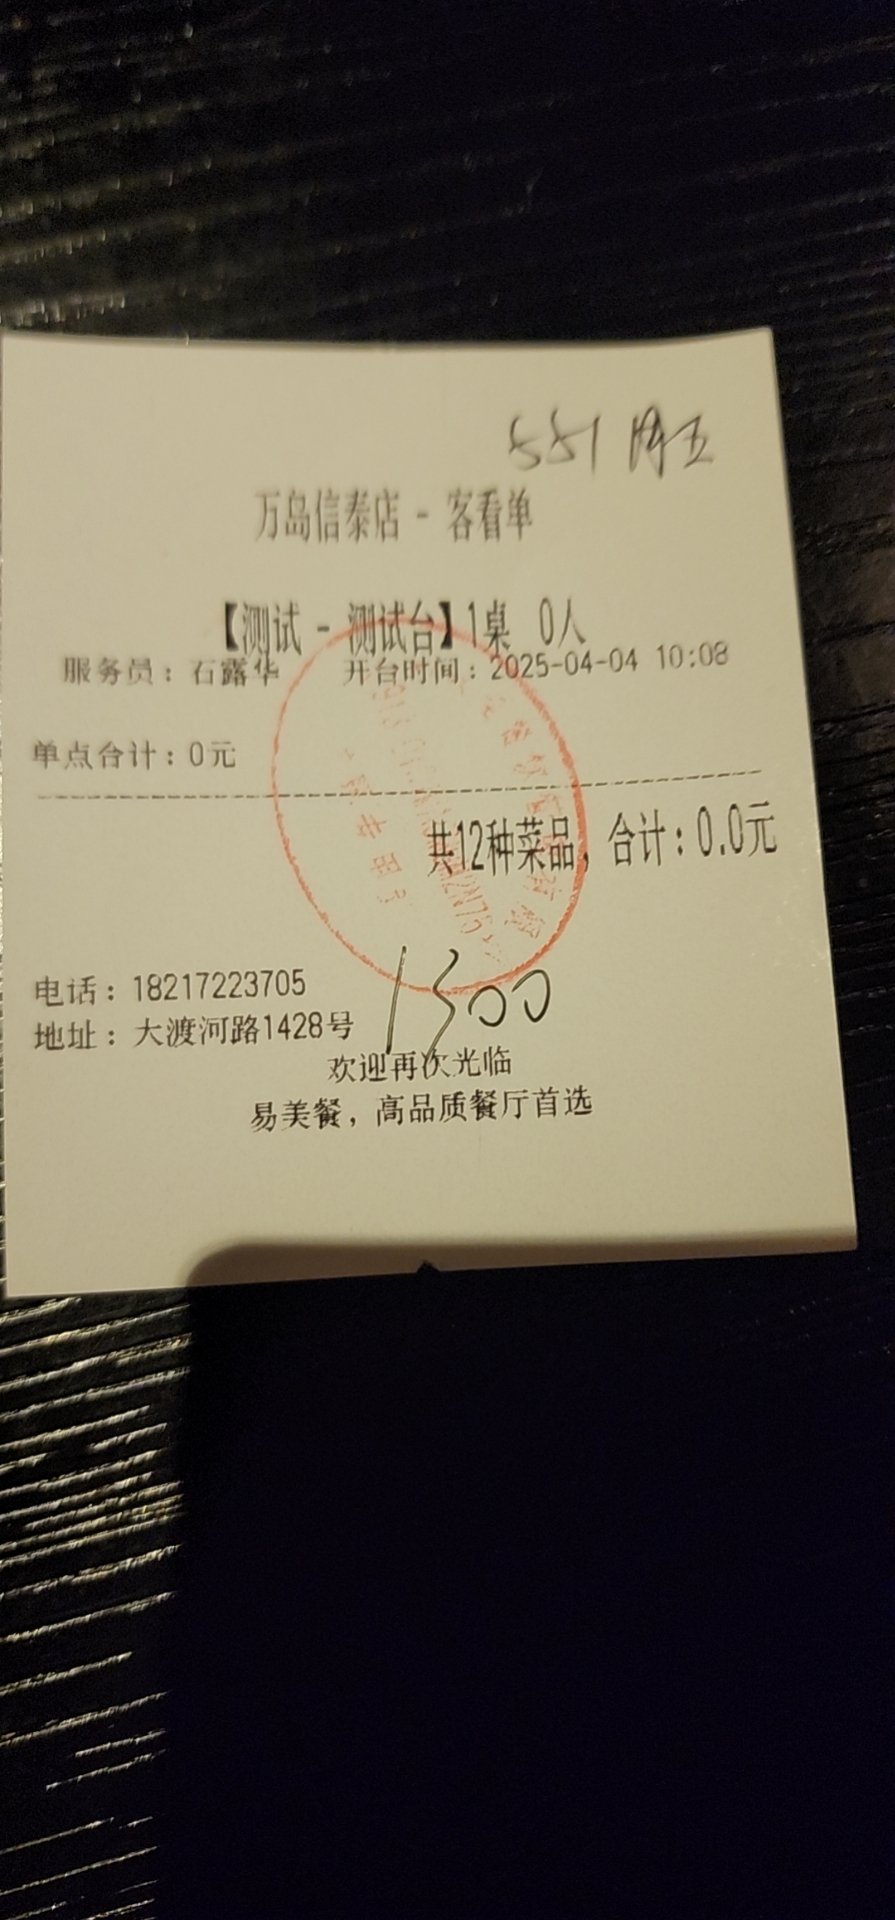 551
万岛信泰店 - 客看单
【测试 - 测试台】1桌 0人
服务员：石露华 开台时间：2025-04-04 10:08
单点合计：0元
共12种菜品，合计：0.0元
电话：18217223705
1300
地址：大渡河路1428号
欢迎再次光临
易美餐，高品质餐厅首选